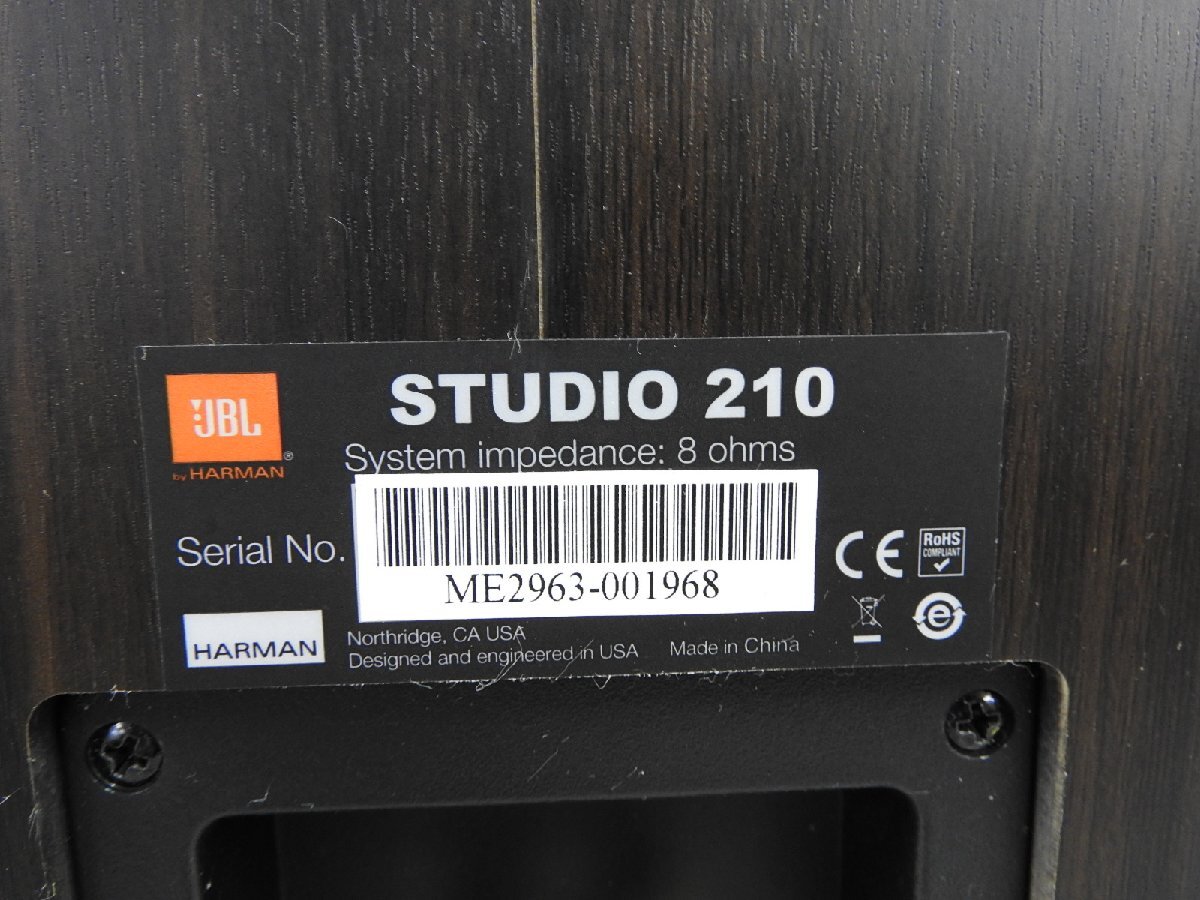 JBL
by HARMAN
®
STUDIO 210
System impedance: 8 ohms
Serial No.
ME2963-001968
CE
RoHS
COMPLIANT
HARMAN
Northridge, CA USA
Designed and engineered in USA Made in China
e